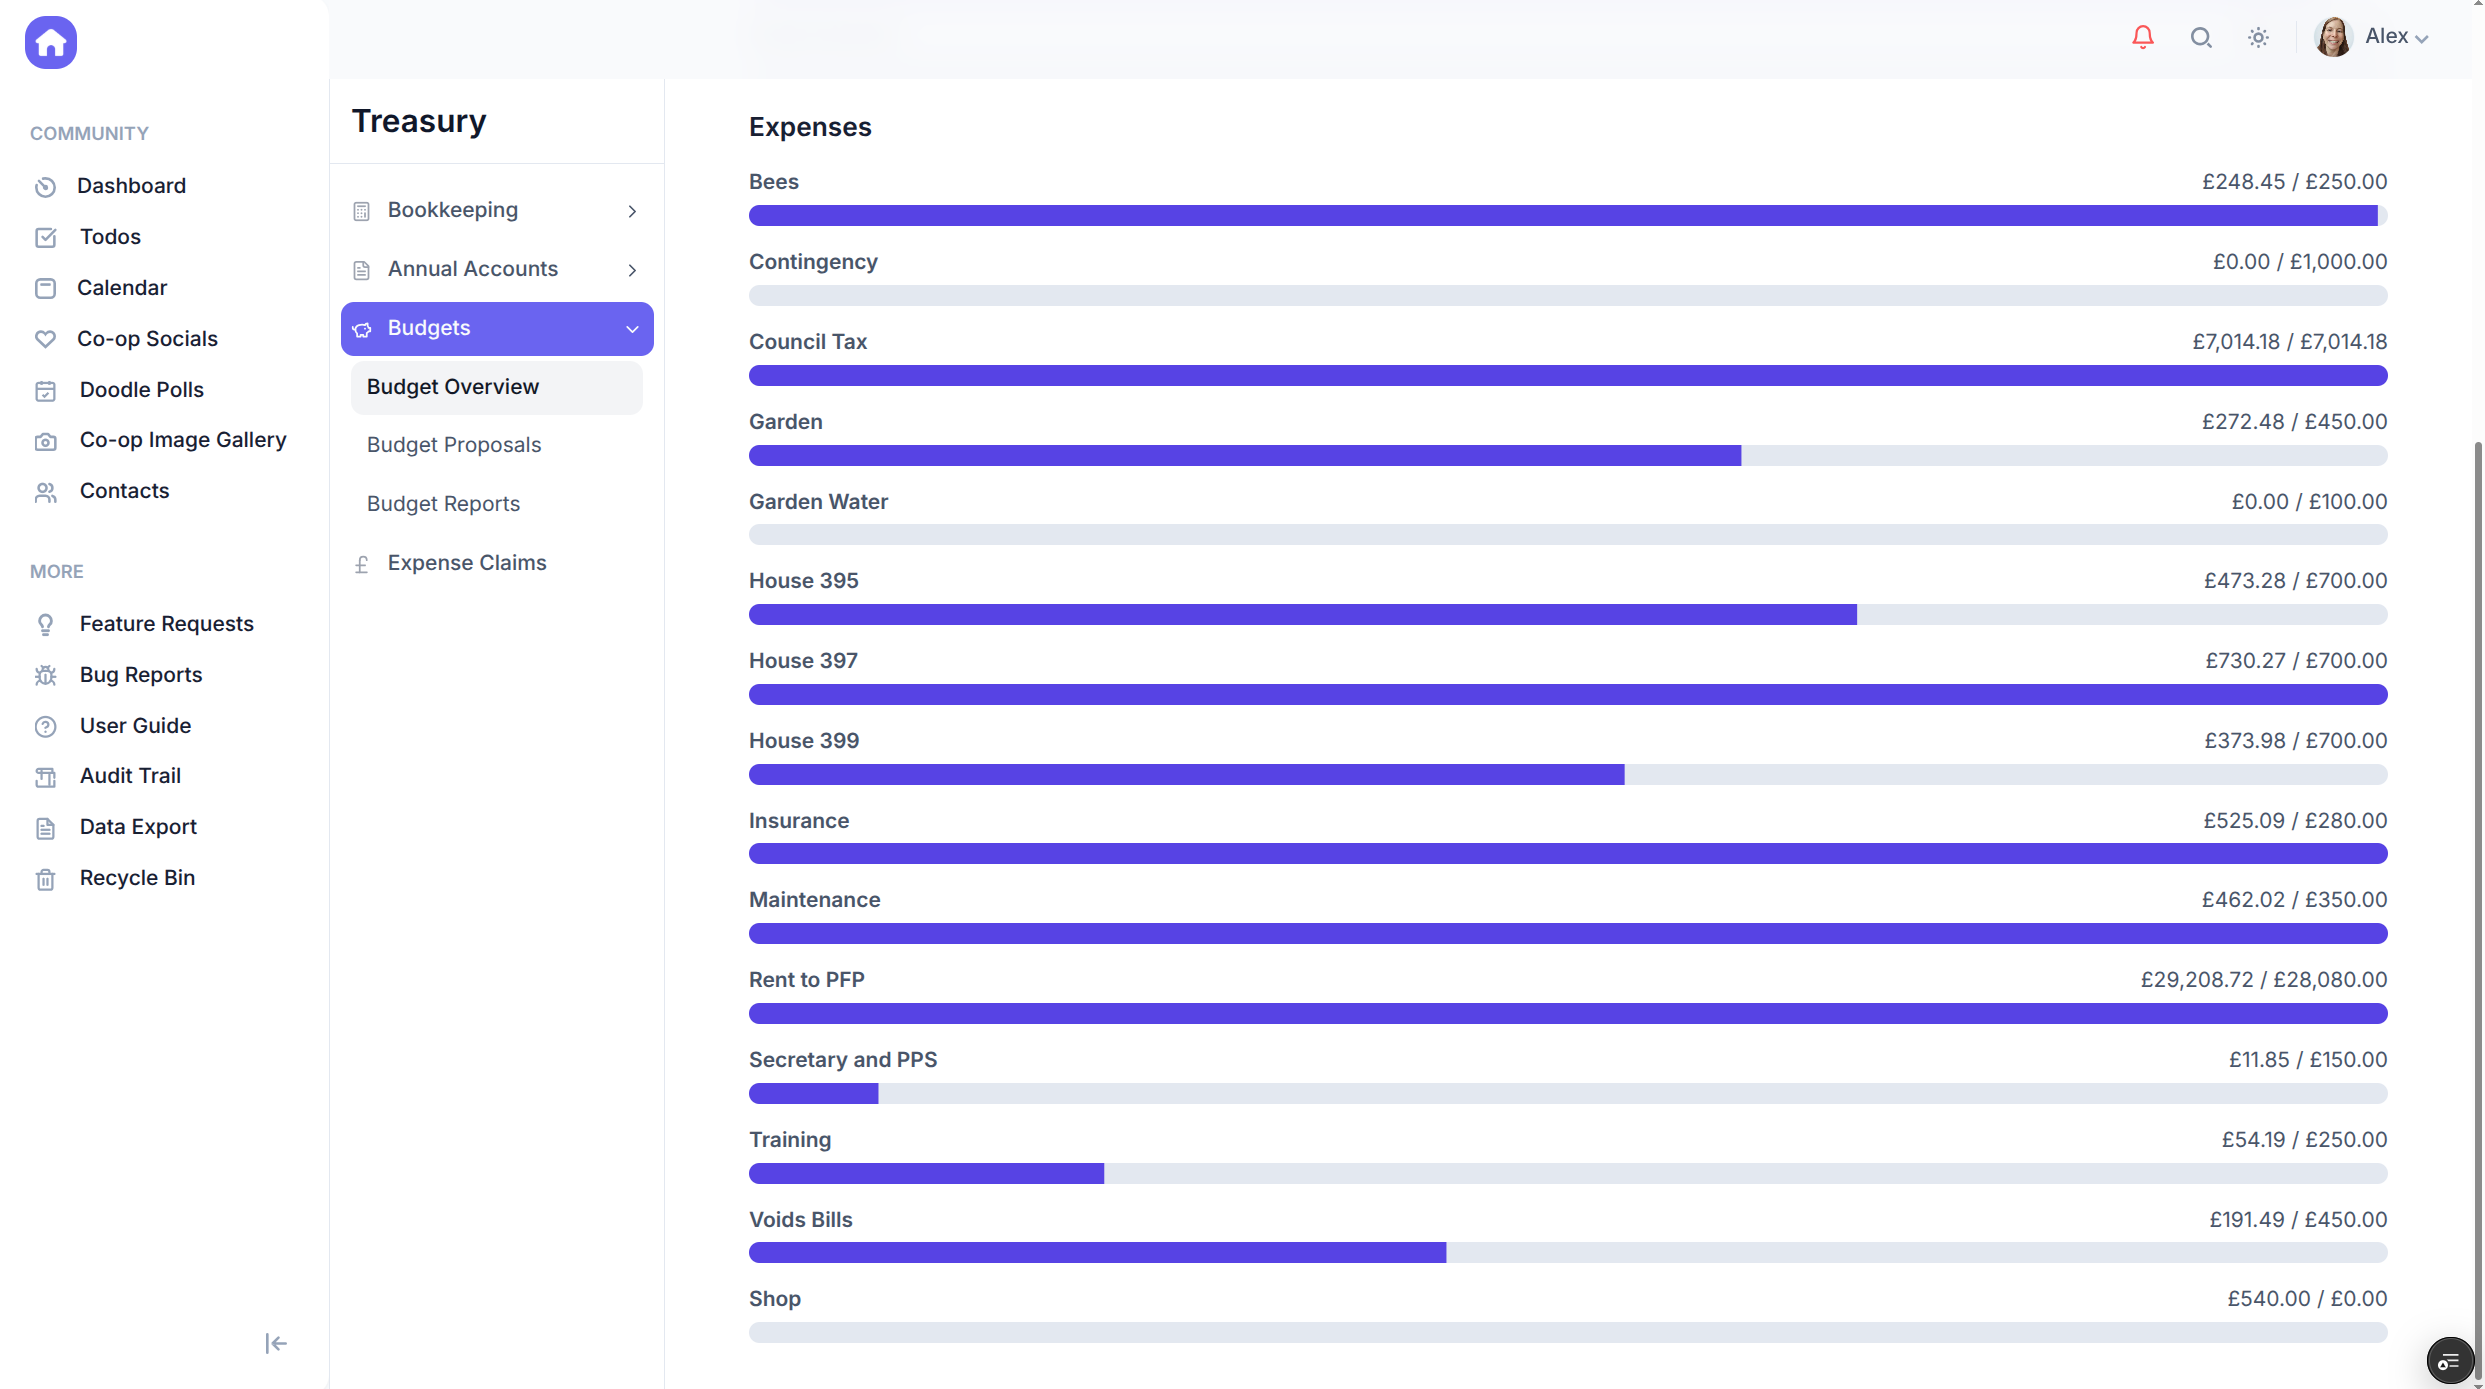 COMMUNITY
Dashboard
Todos
Calendar
Co-op Socials
Doodle Polls
Co-op Image Gallery
Contacts
MORE
Feature Requests
Bug Reports
User Guide
Audit Trail
Data Export
Recycle Bin
Treasury
Bookkeeping
Annual Accounts
Budgets
Budget Overview
Budget Proposals
Budget Reports
£ Expense Claims
Alex
Expenses
Bees £248.45 / £250.00
Contingency £0.00 / £1,000.00
Council Tax £7,014.18 / £7,014.18
Garden £272.48 / £450.00
Garden Water £0.00 / £100.00
House 395 £473.28 / £700.00
House 397 £730.27 / £700.00
House 399 £373.98 / £700.00
Insurance £525.09 / £280.00
Maintenance £462.02 / £350.00
Rent to PFP £29,208.72 / £28,080.00
Secretary and PPS £11.85 / £150.00
Training £54.19 / £250.00
Voids Bills £191.49 / £450.00
Shop £540.00 / £0.00